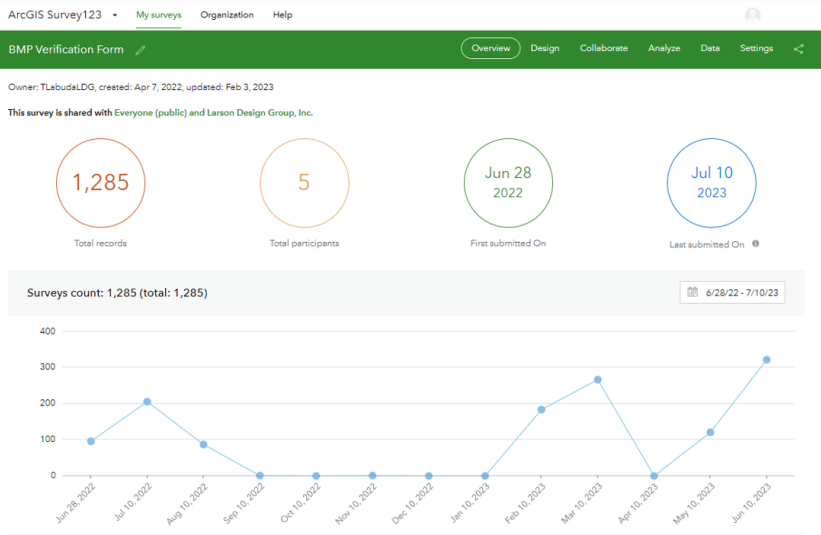 ArcGIS Survey123 My surveys Organization Help
BMP Verification Form Overview Design Collaborate Analyze Data Settings
Owner: TLabudaLDG, created: Apr 7, 2022, updated: Feb 3, 2023
This survey is shared with Everyone (public) and Larson Design Group, Inc.
1,285
Total records
5
Total participants
Jun 28
2022
First submitted On
Jul 10
2023
Last submitted On
Surveys count: 1,285 (total: 1,285) 6/28/22 - 7/10/23
400
300
200
100
0
Jun 28, 2022
Jul 10, 2022
Aug 10, 2022
Sep 10, 2022
Oct 10, 2022
Nov 10, 2022
Dec 10, 2022
Jan 10, 2023
Feb 10, 2023
Mar 10, 2023
Apr 10, 2023
May 10, 2023
Jun 10, 2023